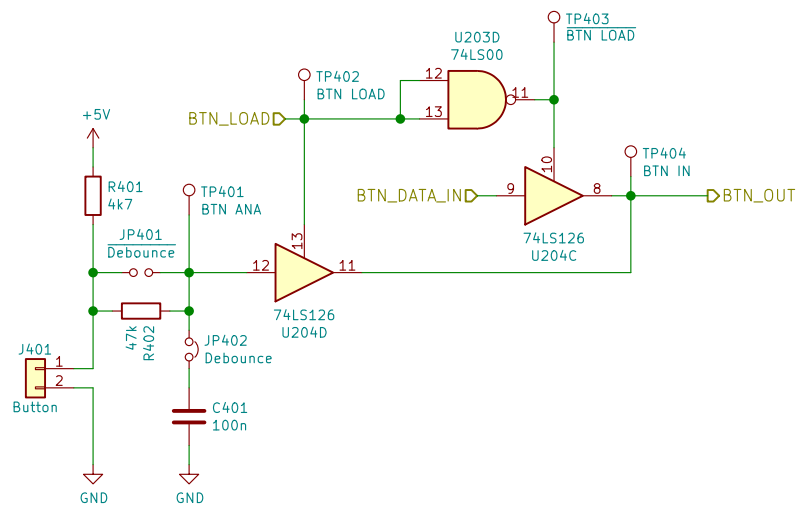 TP403
BTN LOAD
U203D
74LS00
12
13
11
TP402
BTN LOAD
BTN_LOAD
+5V
R401
4k7
TP401
BTN ANA
TP404
BTN IN
10
BTN_DATA_IN
9
8
BTN_OUT
74LS126
U204C
JP401
Debounce
13
12
11
74LS126
U204D
47k
R402
JP402
Debounce
J401
1
2
Button
C401
100n
GND
GND